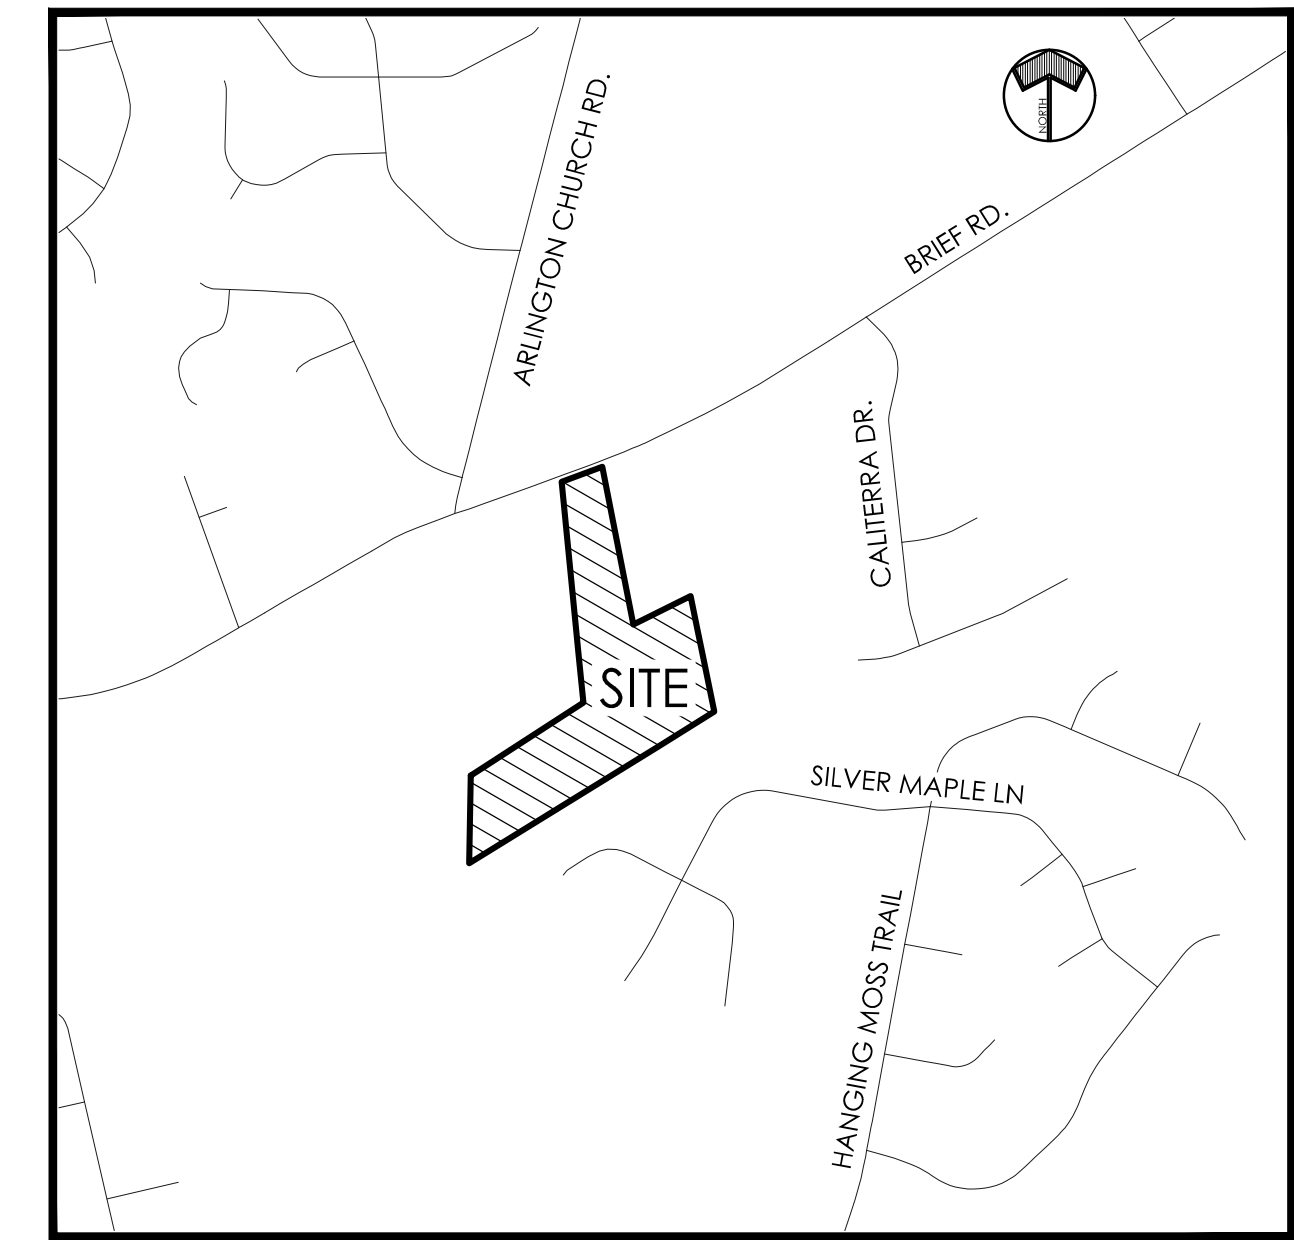 NORTH
ARLINGTON CHURCH RD.
BRIEF RD.
CALITERRA DR.
SITE
SILVER MAPLE LN
HANGING MOSS TRAIL